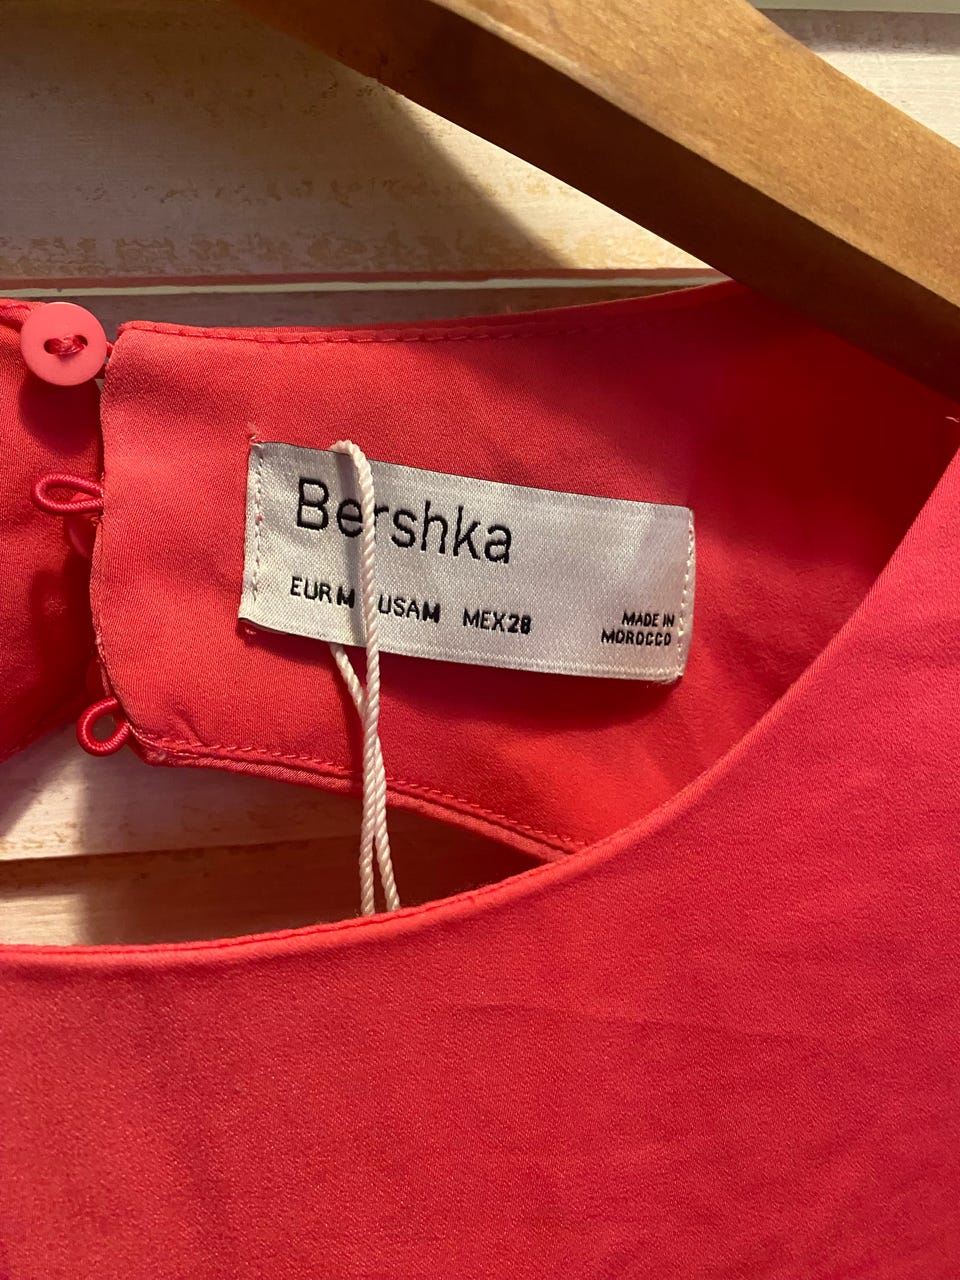 Bershka
EUR M USA M MEX 28
MADE IN
MOROCCO